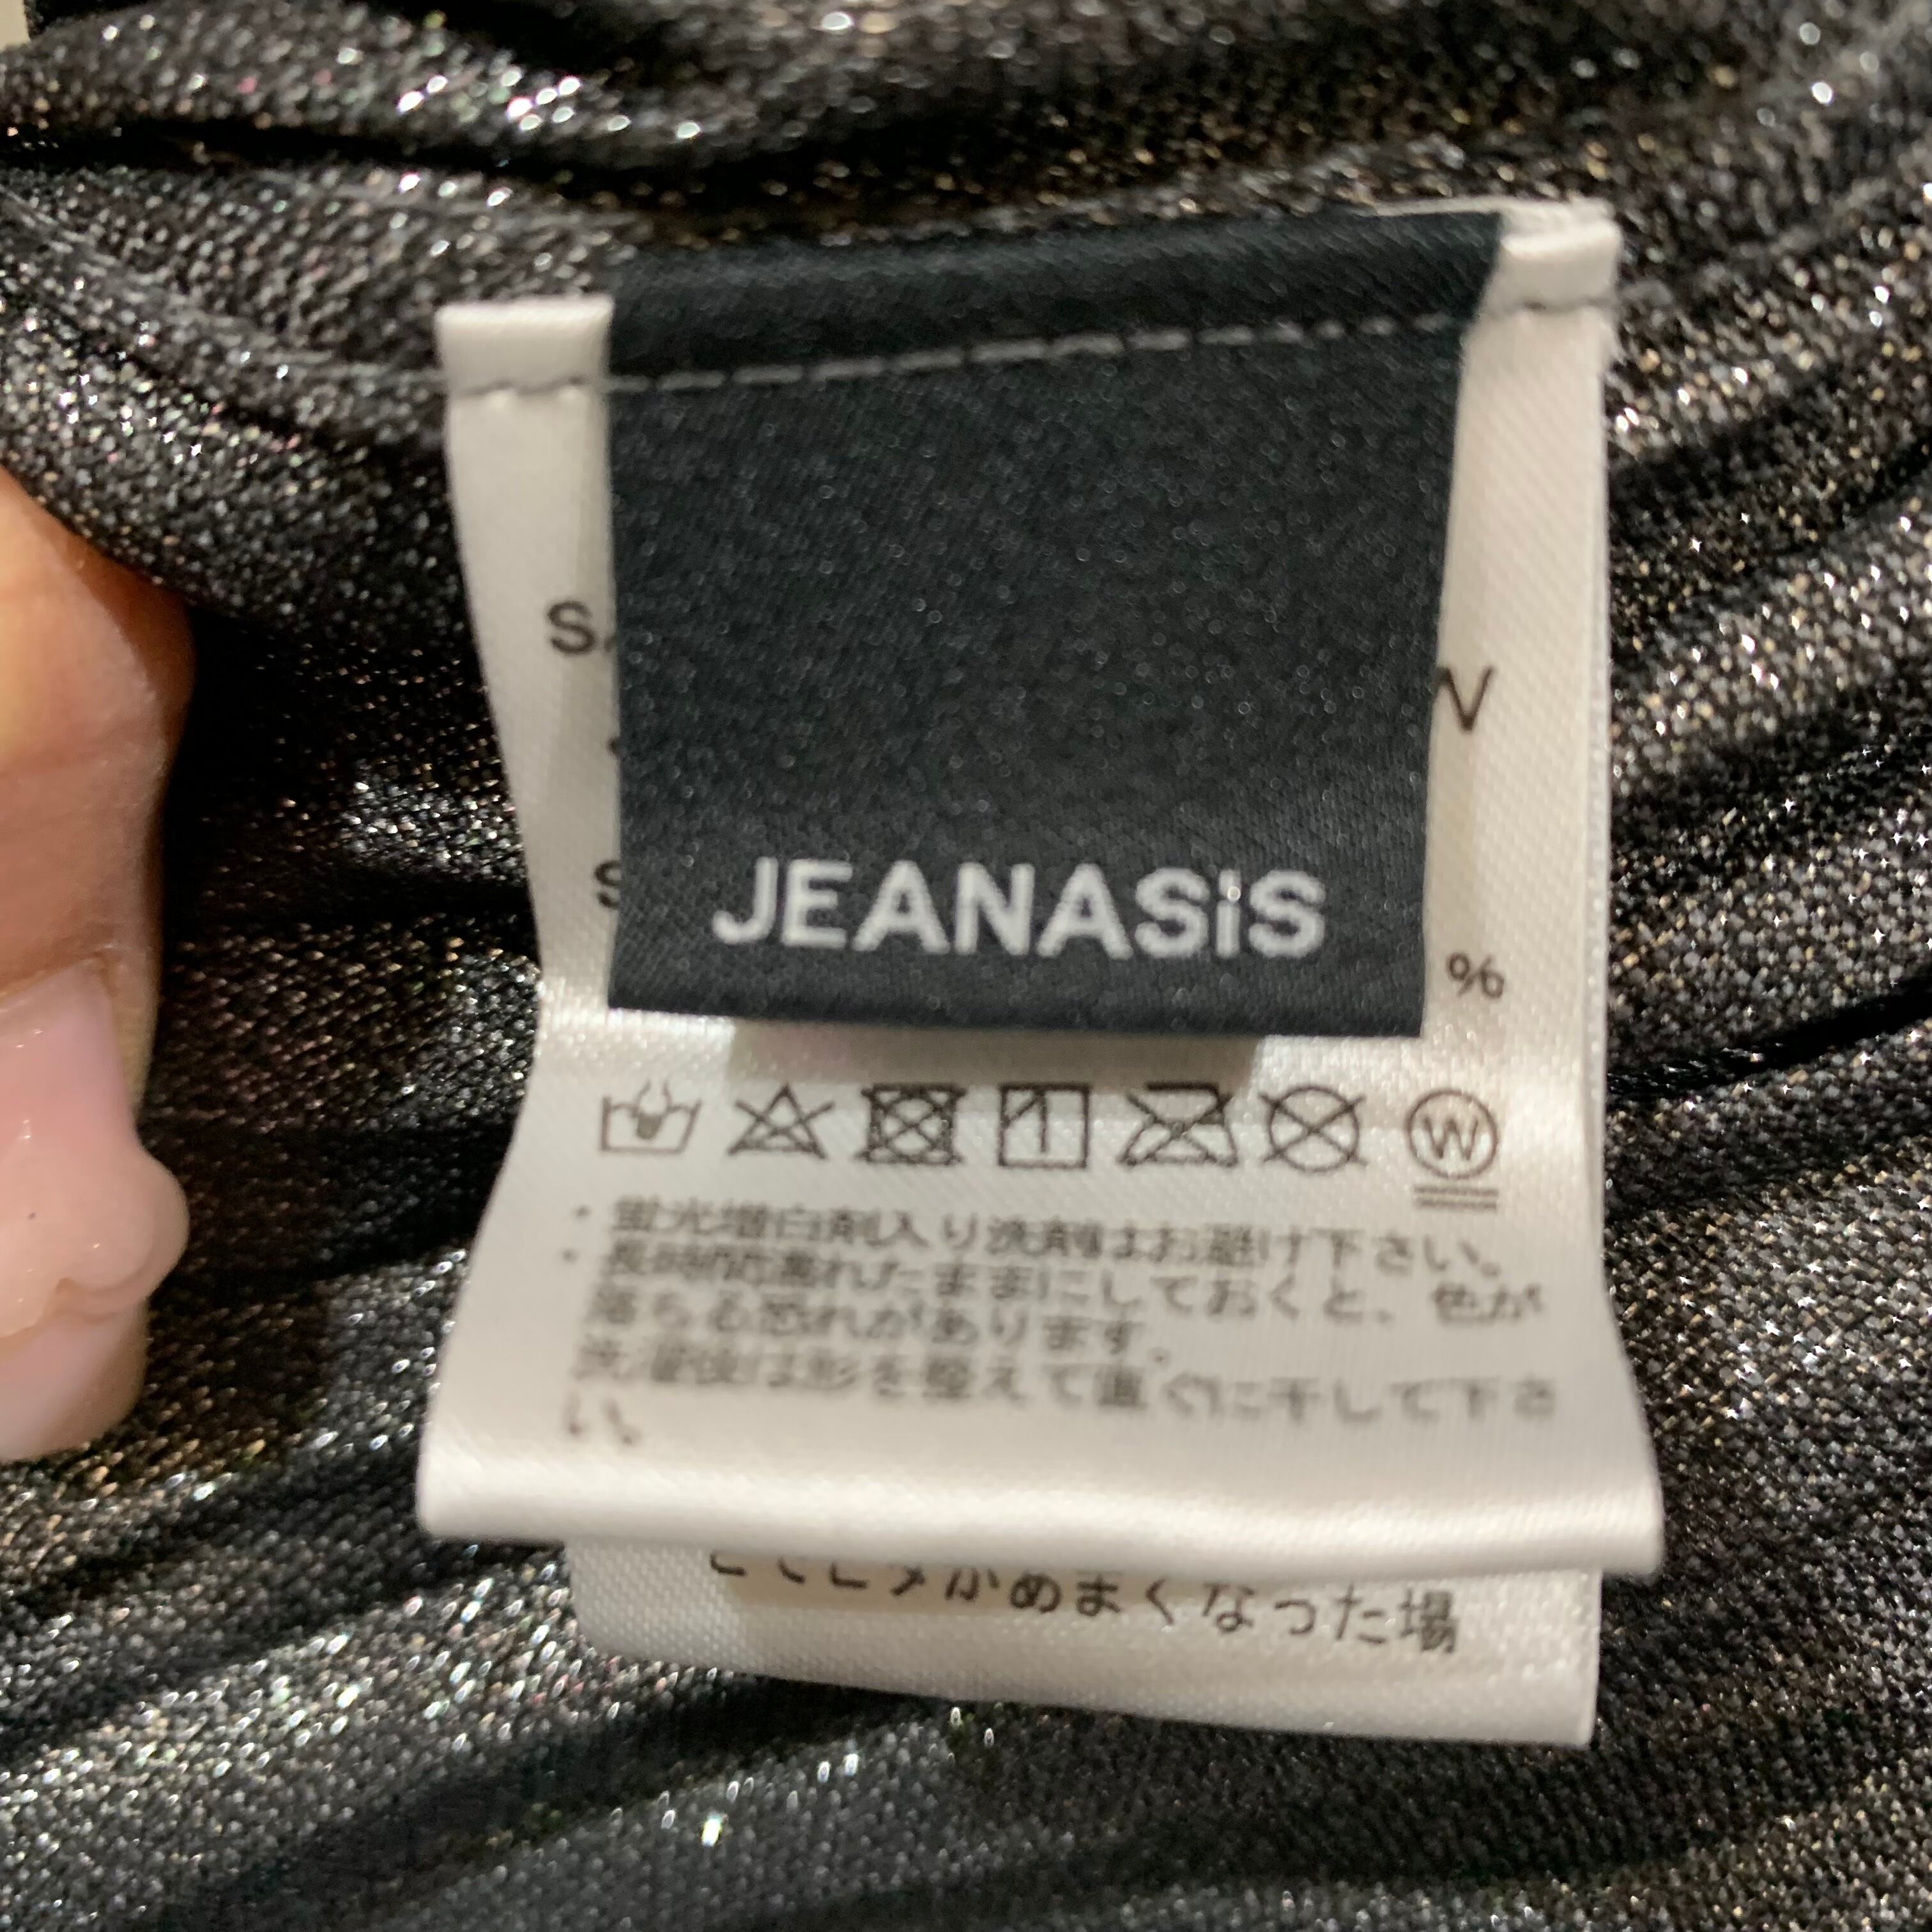 JEANASiS
%
W
・蛍光増白剤入り洗剤はお避け下さい。
・長時間濡れたままにしておくと、色が
落ちる恐れがあります。
洗濯後は形を整えて直ぐに干して下さ
い。
めまくなった場